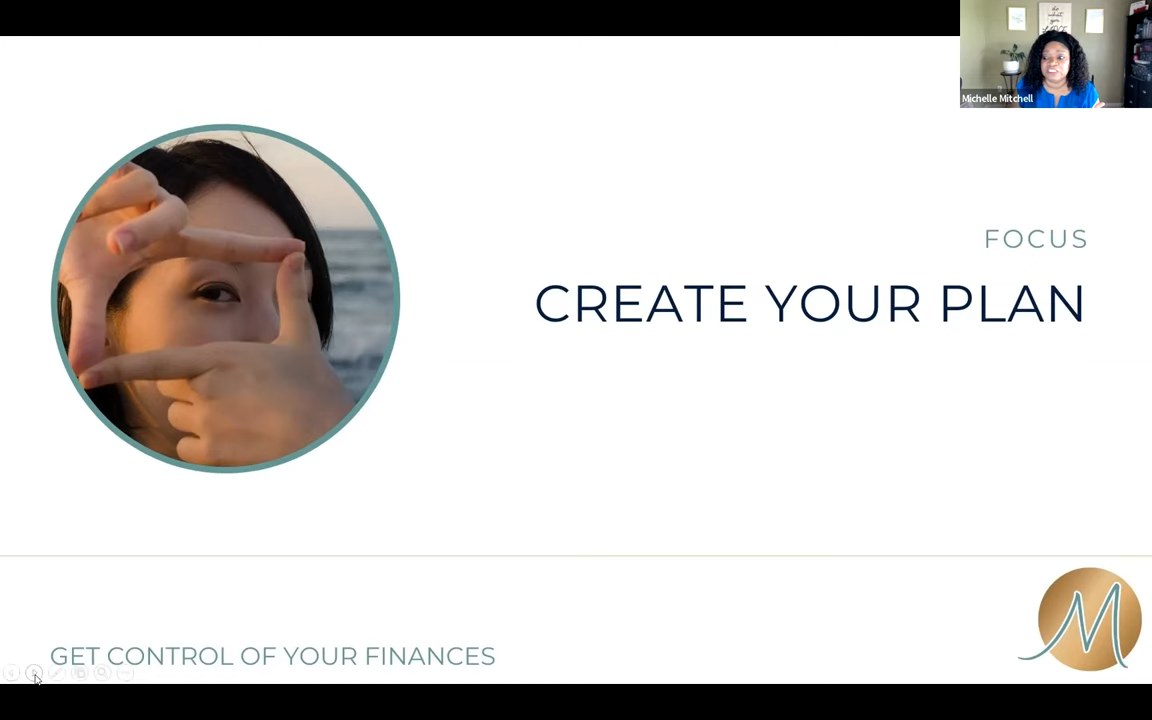 Michelle Mitchell
FOCUS
CREATE YOUR PLAN
GET CONTROL OF YOUR FINANCES
M